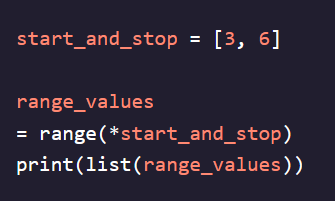 start_and_stop = [3, 6]
range_values
= range(*start_and_stop)
print(list(range_values))